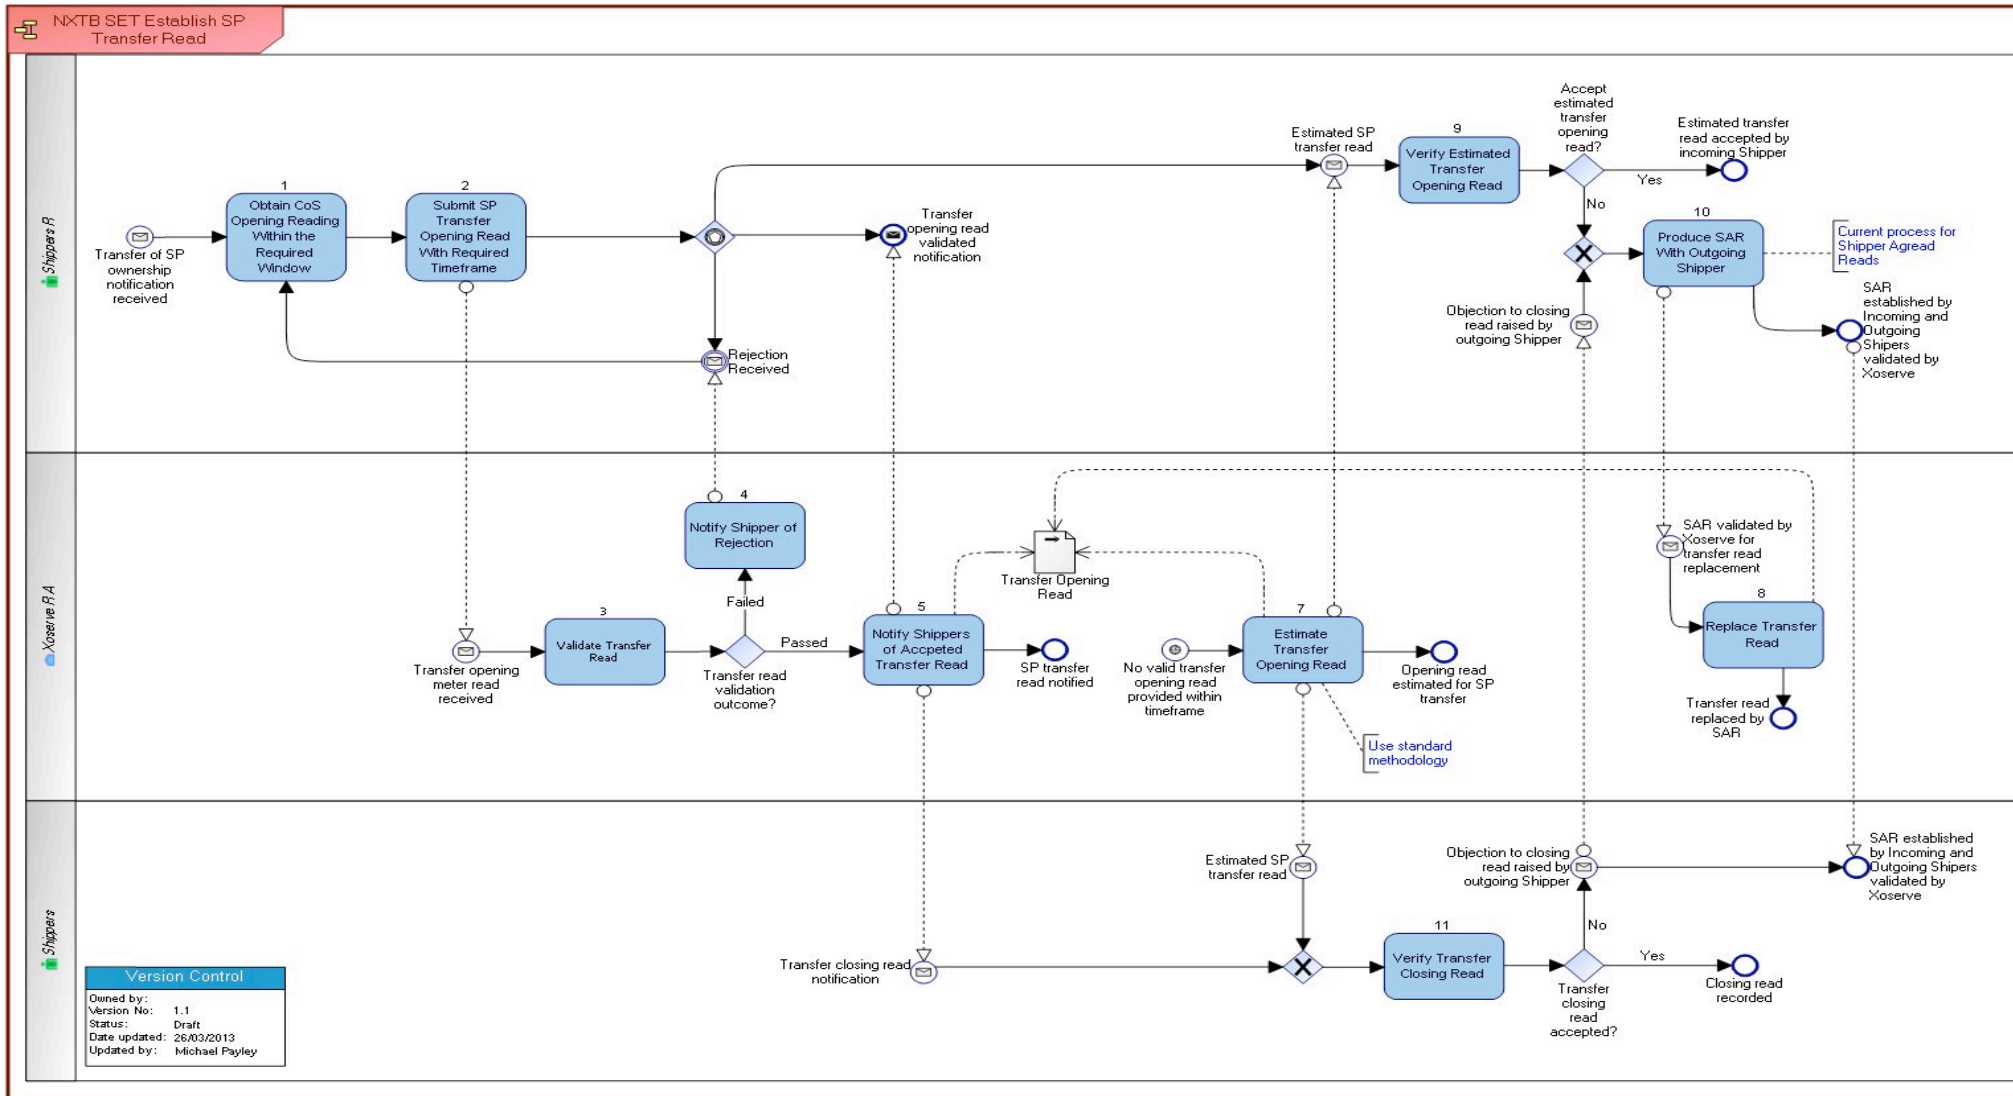 NXTB SET Establish SP
Transfer Read
Shippers R
1
Obtain CoS
Opening Reading
Within the
Required
Window
2
Submit SP
Transfer
Opening Read
With Required
Timeframe
Transfer of SP
ownership
notification
received
Transfer
opening read
validated
notification
Rejection
Received
Estimated SP
transfer read
9
Verify Estimated
Transfer
Opening Read
Accept
estimated
transfer
opening
read?
Yes
No
Estimated transfer
read accepted by
incoming Shipper
10
Produce SAR
With Outgoing
Shipper
Current process for
Shipper Agread
Reads
Objection to closing
read raised by
outgoing Shipper
SAR
established by
Incoming and
Outgoing
Shipers
validated by
Xoserve
Xoserve R A
4
Notify Shipper of
Rejection
Failed
3
Validate Transfer
Read
Passed
Transfer opening
meter read
received
Transfer read
validation
outcome?
5
Notify Shippers
of Accpeted
Transfer Read
SP transfer
read notified
Transfer Opening
Read
No valid transfer
opening read
provided within
timeframe
7
Estimate
Transfer
Opening Read
Opening read
estimated for SP
transfer
Use standard
methodology
SAR validated by
Xoserve for
transfer read
replacement
8
Replace Transfer
Read
Transfer read
replaced by
SAR
Shippers
Estimated SP
transfer read
Transfer closing read
notification
11
Verify Transfer
Closing Read
Objection to closing
read raised by
outgoing Shipper
No
Yes
Transfer
closing
read
accepted?
Closing read
recorded
SAR established
by Incoming and
Outgoing Shipers
validated by
Xoserve
Version Control
Owned by:
Version No: 1.1
Status: Draft
Date updated: 26/03/2013
Updated by: Michael Payley